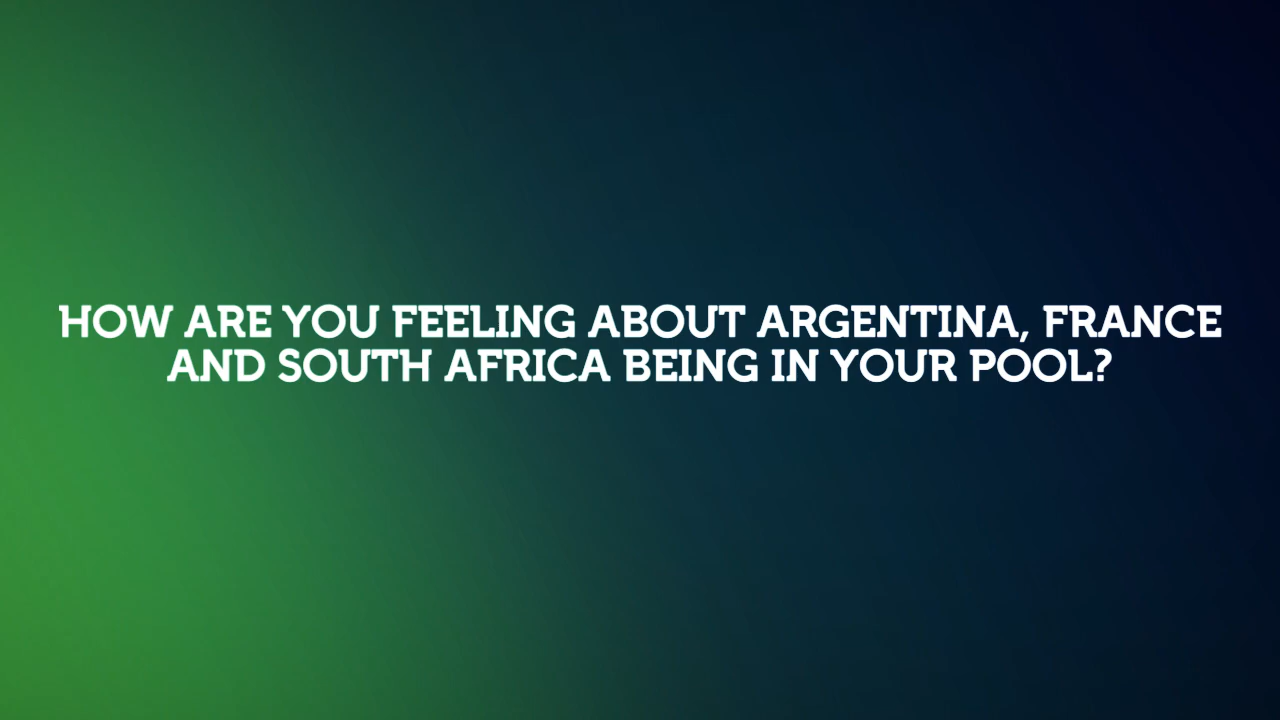 HOW ARE YOU FEELING ABOUT ARGENTINA, FRANCE
AND SOUTH AFRICA BEING IN YOUR POOL?